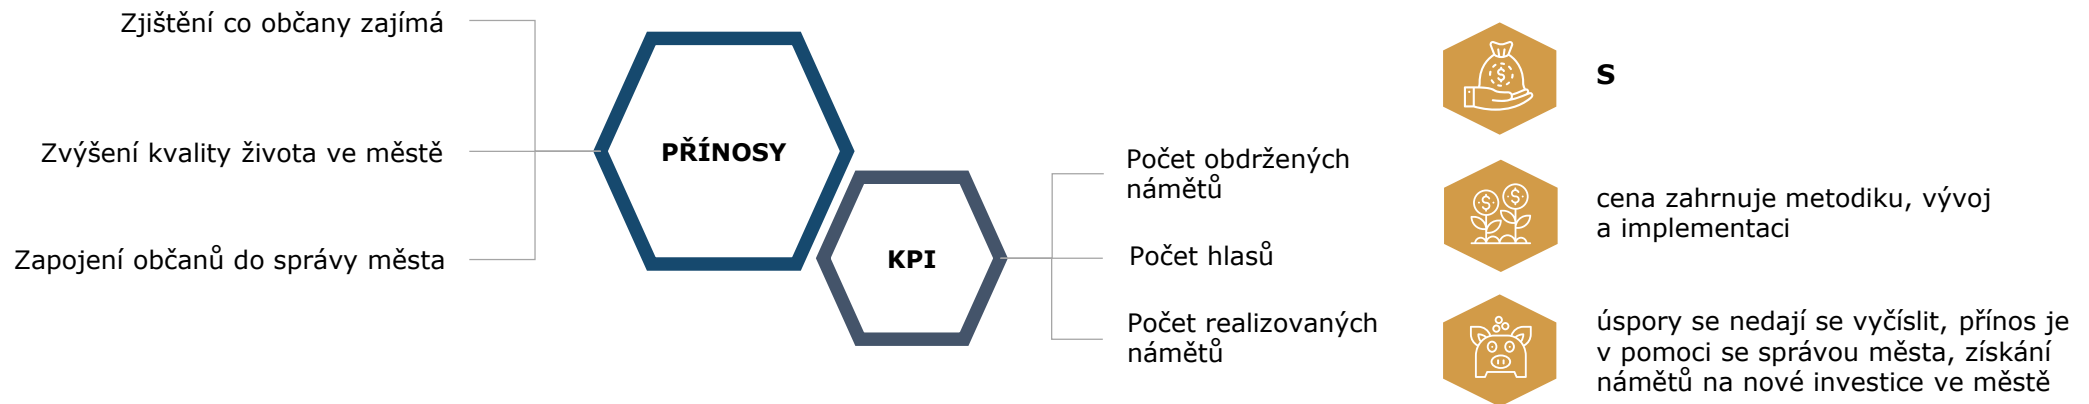 Zjištění co občany zajímá
Zvýšení kvality života ve městě
Zapojení občanů do správy města
PŘÍNOSY
KPI
Počet obdržených
námětů
Počet hlasů
Počet realizovaných
námětů
S
cena zahrnuje metodiku, vývoj
a implementaci
úspory se nedají se vyčíslit, přínos je
v pomoci se správou města, získání
námětů na nové investice ve městě